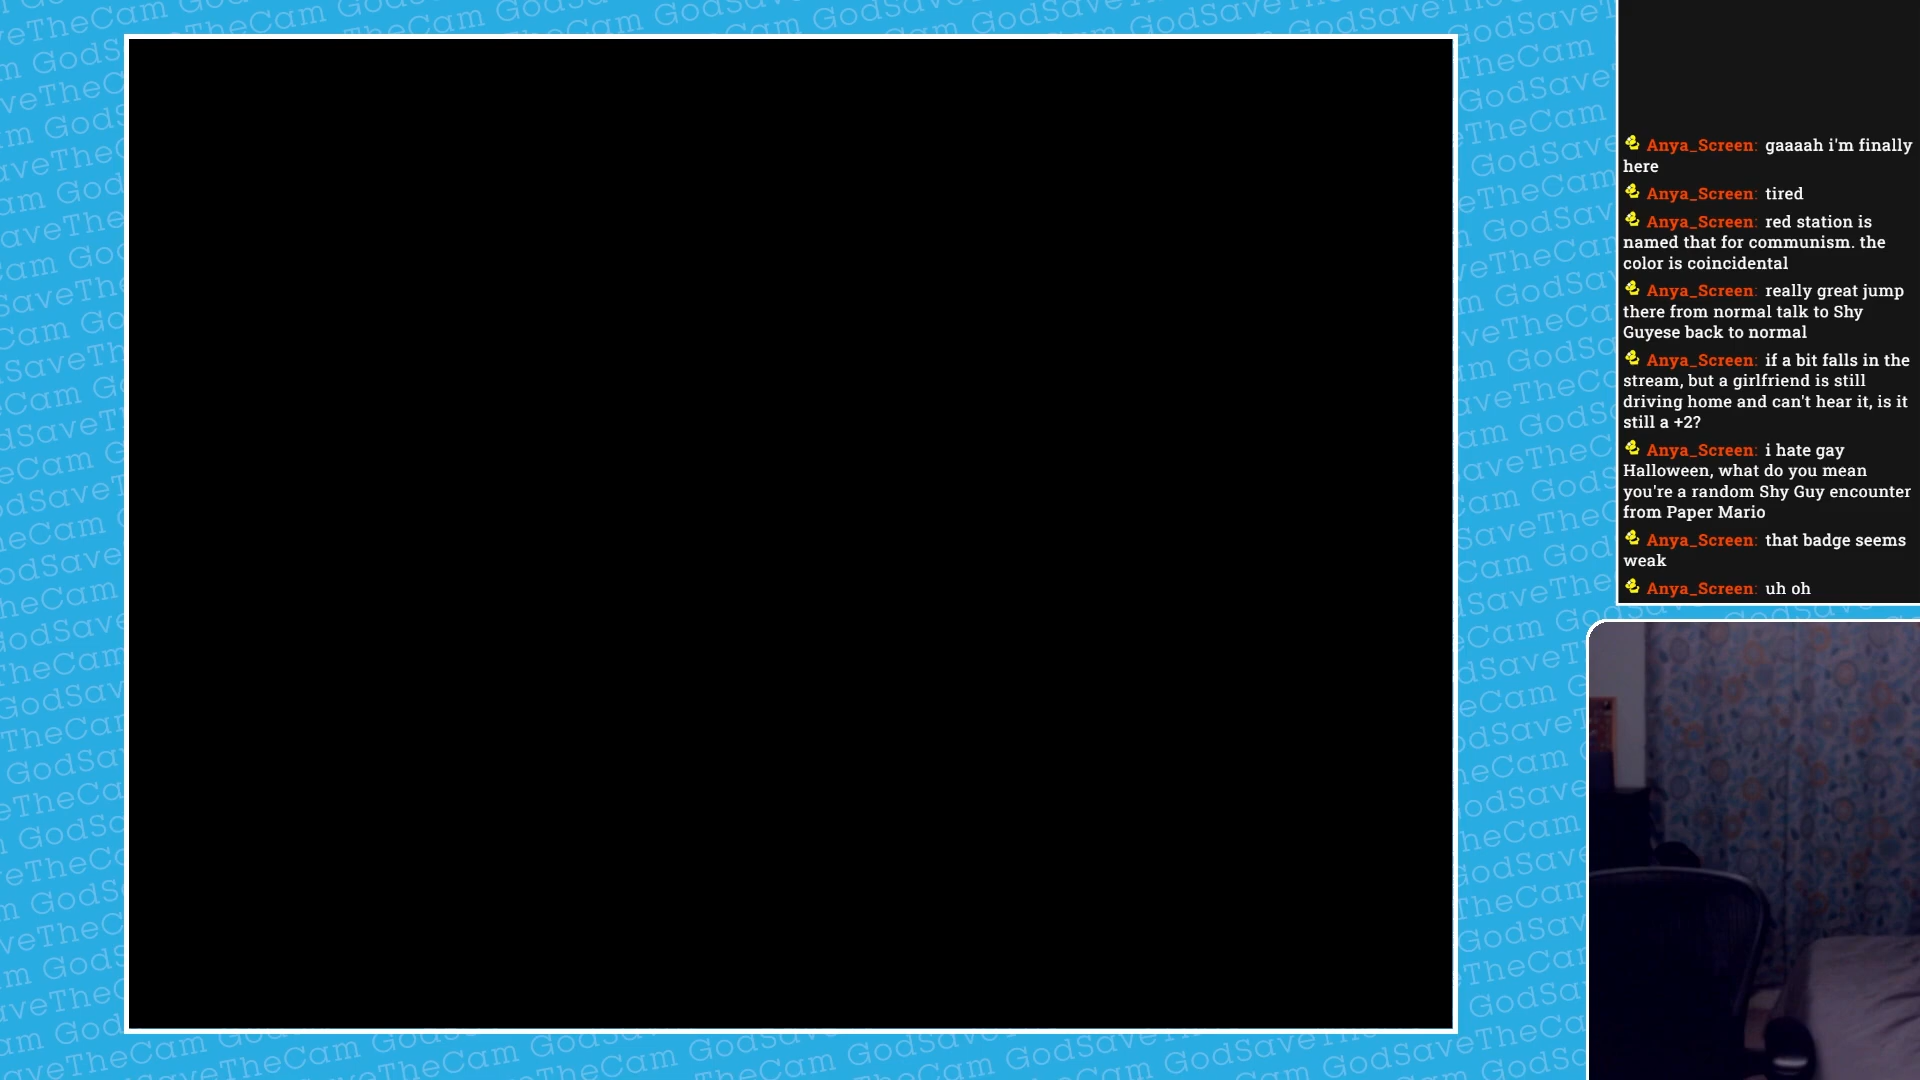 GodSaveTheCam
Anya_Screen: gaaaah i'm finally
here
Anya_Screen: tired
Anya_Screen: red station is
named that for communism. the
color is coincidental
Anya_Screen: really great jump
there from normal talk to Shy
Guyese back to normal
Anya_Screen: if a bit falls in the
stream, but a girlfriend is still
driving home and can't hear it, is it
still a +2?
Anya_Screen: i hate gay
Halloween, what do you mean
you're a random Shy Guy encounter
from Paper Mario
Anya_Screen: that badge seems
weak
Anya_Screen: uh oh